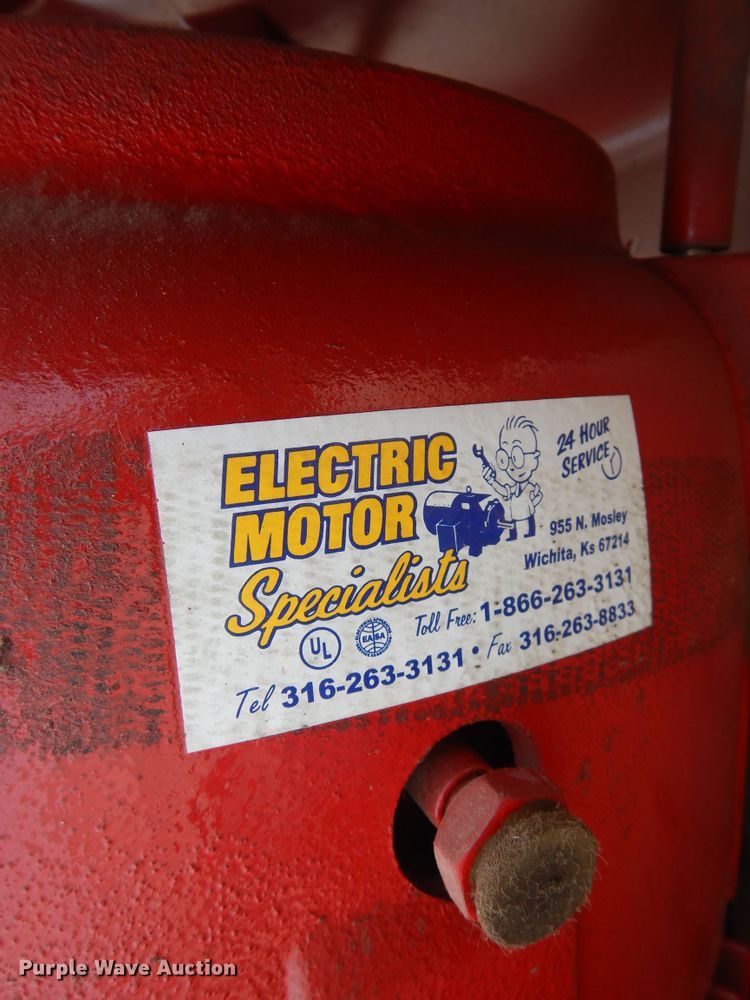 ELECTRIC
MOTOR
Specialists
24 HOUR
SERVICE
955 N. Mosley
Wichita, Ks 67214
UL
EASA
Toll Free: 1-866-263-3131
Tel 316-263-3131 • Fax 316-263-8833
Purple Wave Auction